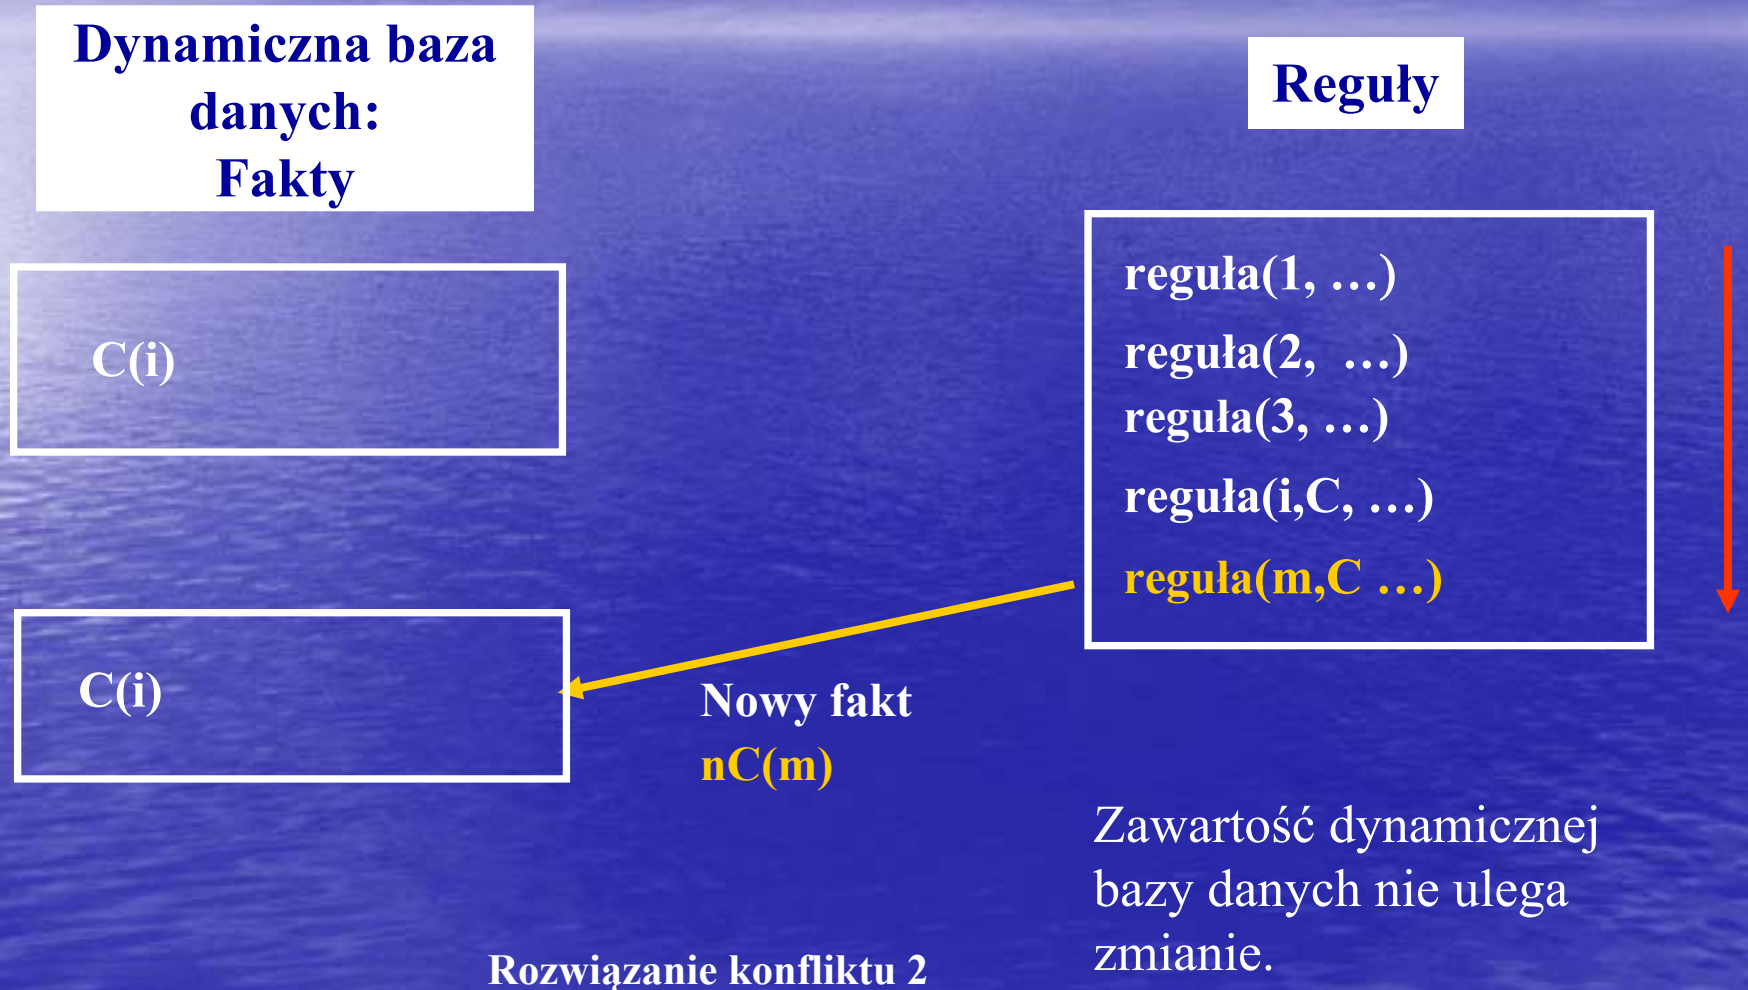 Dynamiczna baza
danych:
Fakty
Reguły
C(i)
reguła(1, …)
reguła(2, …)
reguła(3, …)
reguła(i,C, …)
reguła(m,C …)
C(i)
Nowy fakt
nC(m)
Zawartość dynamicznej
bazy danych nie ulega
zmianie.
Rozwiązanie konfliktu 2